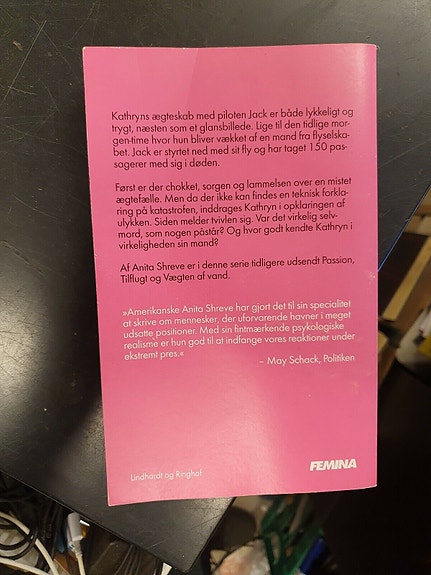 Kathryns ægteskab med piloten Jack er både lykkeligt og
trygt, næsten som et glansbillede. Lige til den tidlige mor-
gen-time hvor hun bliver vækket af en mand fra flyselska-
bet. Jack er styrtet ned med sit fly og har taget 150 pas-
sagerer med sig i døden.
Først er der chokket, sorgen og lammelsen over en mistet
ægtefælle. Men da der ikke kan findes en teknisk forkla-
ring på katastrofen, inddrages Kathryn i opklaringen af
ulykken. Siden melder tvivlen sig. Var det virkelig selv-
mord, som nogen påstår? Og hvor godt kendte Kathryn i
virkeligheden sin mand?
Af Anita Shreve er i denne serie tidligere udsendt Passion,
Tilflugt og Vægten af vand.
»Amerikanske Anita Shreve har gjort det til sin specialitet
at skrive om mennesker, der uforvarende havner i meget
udsatte positioner. Med sin fintmærkende psykologiske
realisme er hun god til at indfange vores reaktioner under
ekstremt pres.«
– May Schack, Politiken
Lindhardt og Ringhof
FEMINA